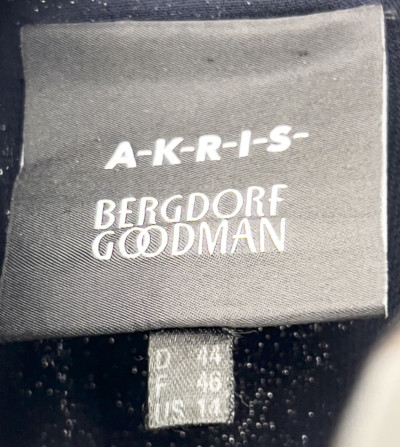 A-K-R-I-S-
BERGDORF
GOODMAN
D 44
F 46
US 14